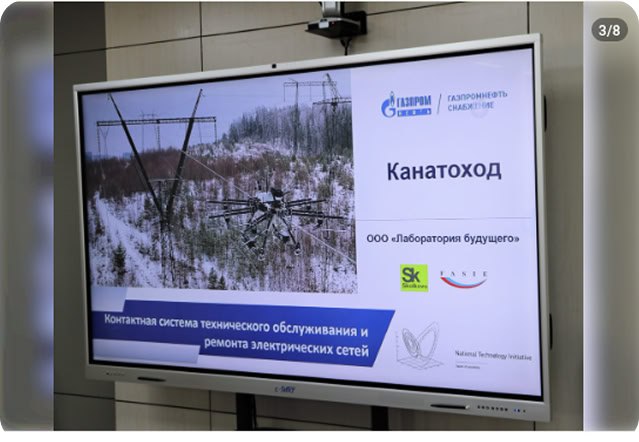 3/8
ГАЗПРОМ
НЕФТЬ
ГАЗПРОМНЕФТЬ
СНАБЖЕНИЕ
Канатоход
ООО «Лаборатория будущего»
Sk
Skolkovo
FASIE
Контактная система технического обслуживания и
ремонта электрических сетей
National Technology Initiative